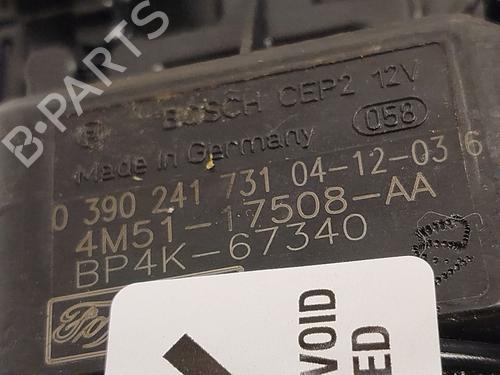 B-PARTS
BOSCH CEP2 12V
Made in Germany
058
0 390 241 731 04-12-03 6
4M51-17508-AA
BP4K-67340
Ford
VOID
ED